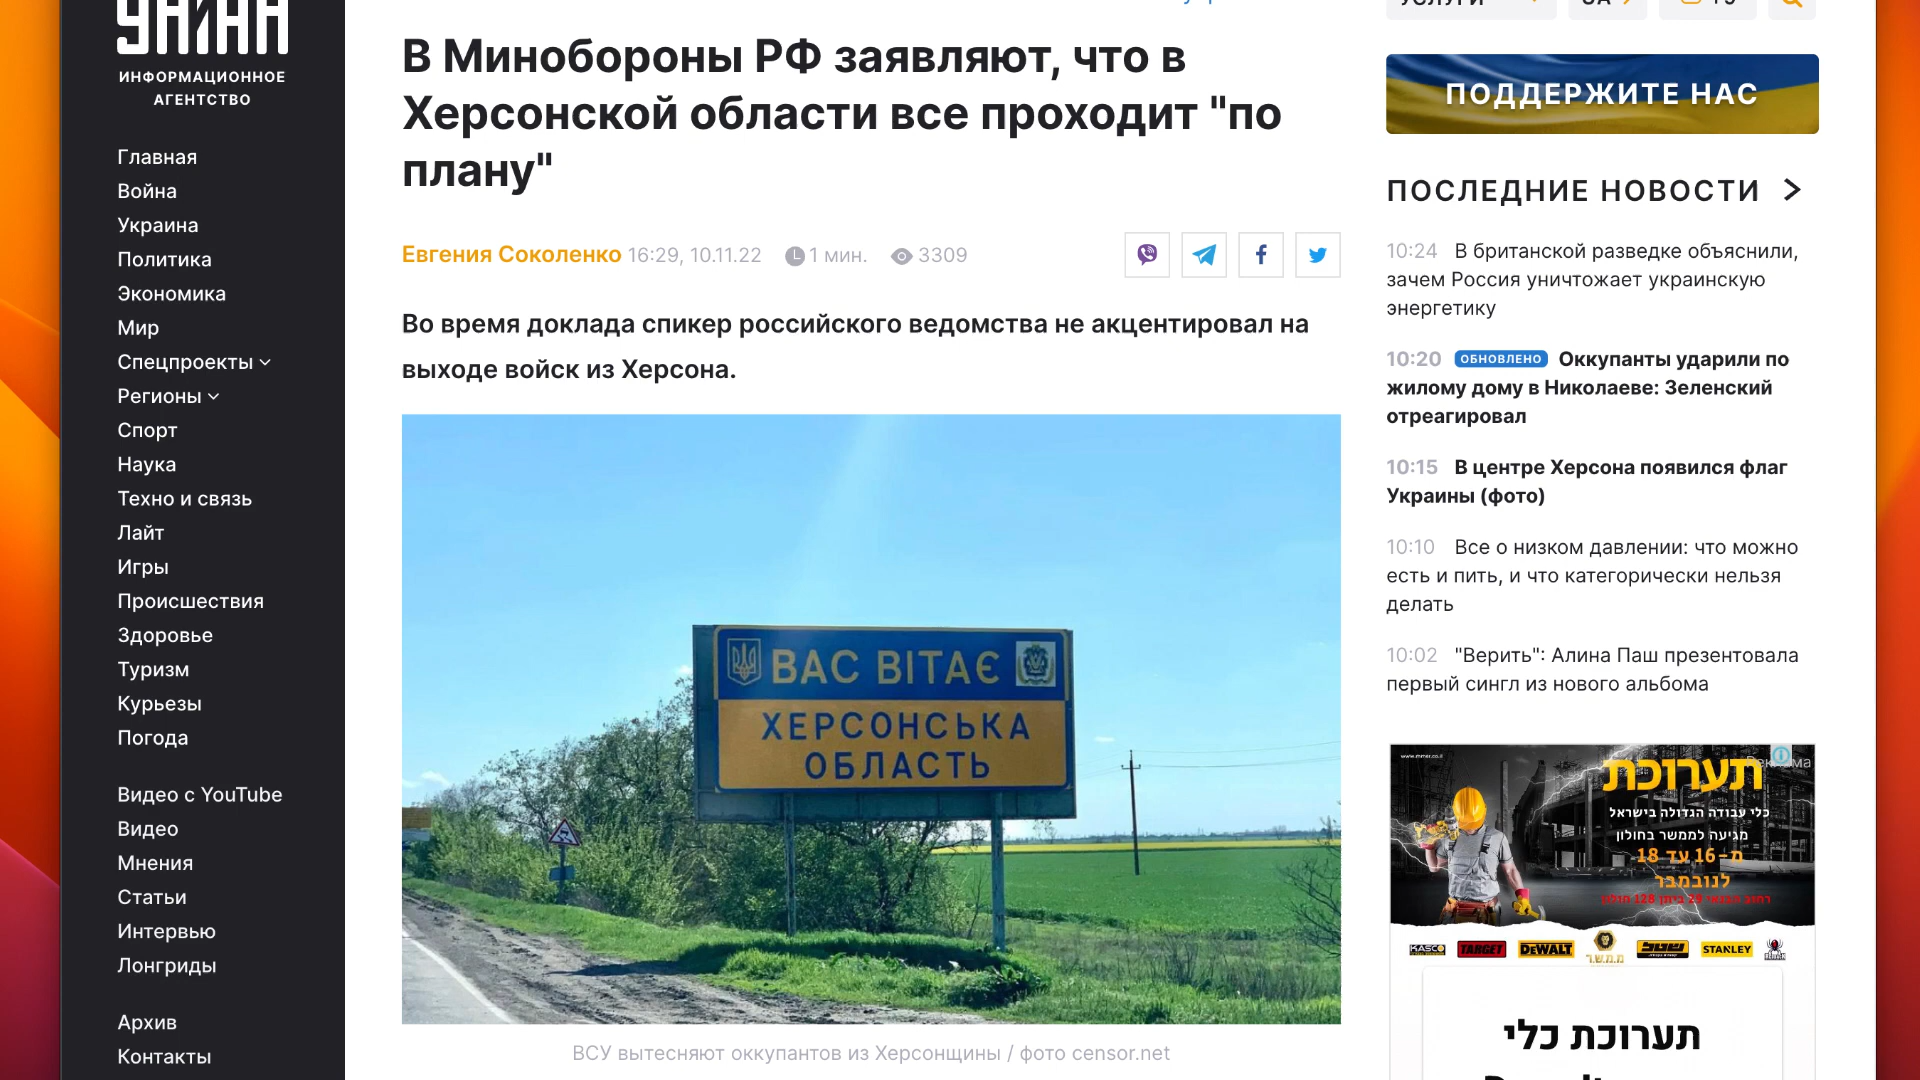 УНИАН
ИНФОРМАЦИОННОЕ
АГЕНТСТВО
Главная
Война
Украина
Политика
Экономика
Мир
Спецпроекты
Регионы
Спорт
Наука
Техно и связь
Лайт
Игры
Происшествия
Здоровье
Туризм
Курьезы
Погода
Видео с YouTube
Видео
Мнения
Статьи
Интервью
Лонгриды
Архив
Контакты
В Минобороны РФ заявляют, что в
Херсонской области все проходит "по
плану"
Евгения Соколенко 16:29, 10.11.22 1 мин. 3309
Во время доклада спикер российского ведомства не акцентировал на
выходе войск из Херсона.
ВАС ВІТАЄ
ХЕРСОНСЬКА
ОБЛАСТЬ
ВСУ вытесняют оккупантов из Херсонщины / фото censor.net
УСЛУГИ
ПОДДЕРЖИТЕ НАС
ПОСЛЕДНИЕ НОВОСТИ
10:24 В британской разведке объяснили,
зачем Россия уничтожает украинскую
энергетику
10:20 ОБНОВЛЕНО Оккупанты ударили по
жилому дому в Николаеве: Зеленский
отреагировал
10:15 В центре Херсона появился флаг
Украины (фото)
10:10 Все о низком давлении: что можно
есть и пить, и что категорически нельзя
делать
10:02 "Верить": Алина Паш презентовала
первый сингл из нового альбома
Реклама
תערוכת
כלי עבודה הגדולה בישראל
מגיעה לממשר בחולון
מ-16 עד 18
לנובמבר
KASCO TARGET DEWALT STANLEY
תערוכת כלי